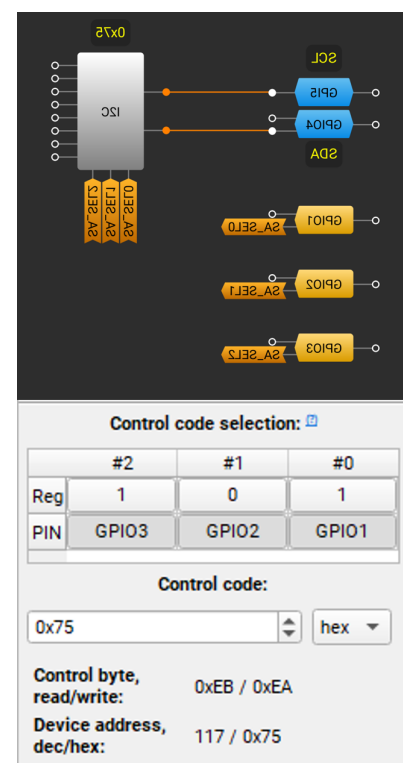 0x75
SCL
I2C
GPI5
GPIO4
SDA
SA_SEL2
SA_SEL1
SA_SEL0
SA_SEL0
GPIO1
SA_SEL1
GPIO2
SA_SEL2
GPIO3
Control code selection:
#2 #1 #0
Reg 1 0 1
PIN GPIO3 GPIO2 GPIO1
Control code:
0x75 hex
Control byte,
read/write: 0xEB / 0xEA
Device address,
dec/hex: 117 / 0x75